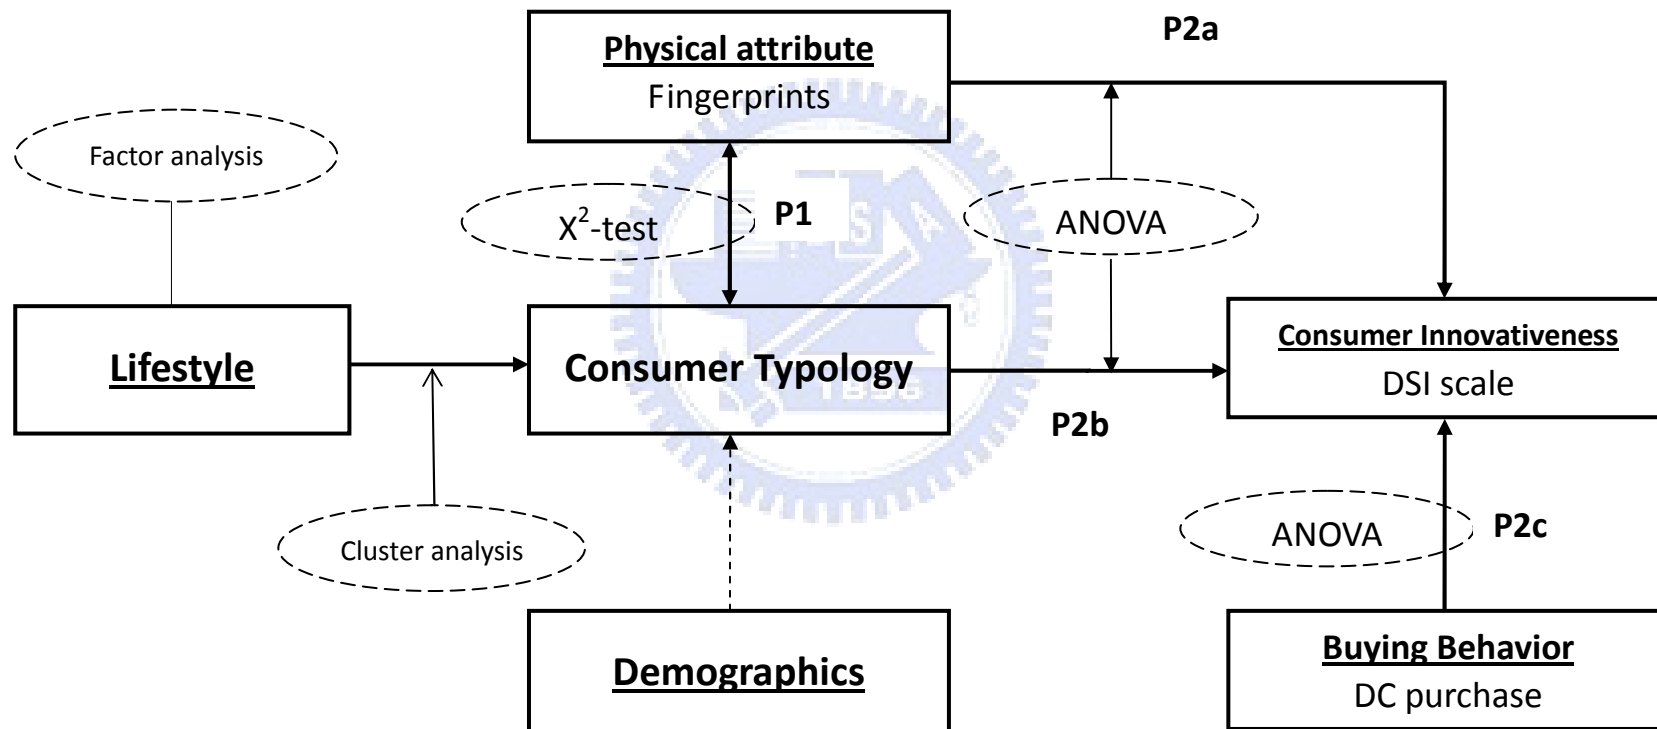 P2a
Physical attribute
Fingerprints
Factor analysis
X²-test
P1
ANOVA
E S A
Lifestyle
Consumer Typology
Consumer Innovativeness
DSI scale
1896
P2b
Cluster analysis
ANOVA
P2c
Demographics
Buying Behavior
DC purchase